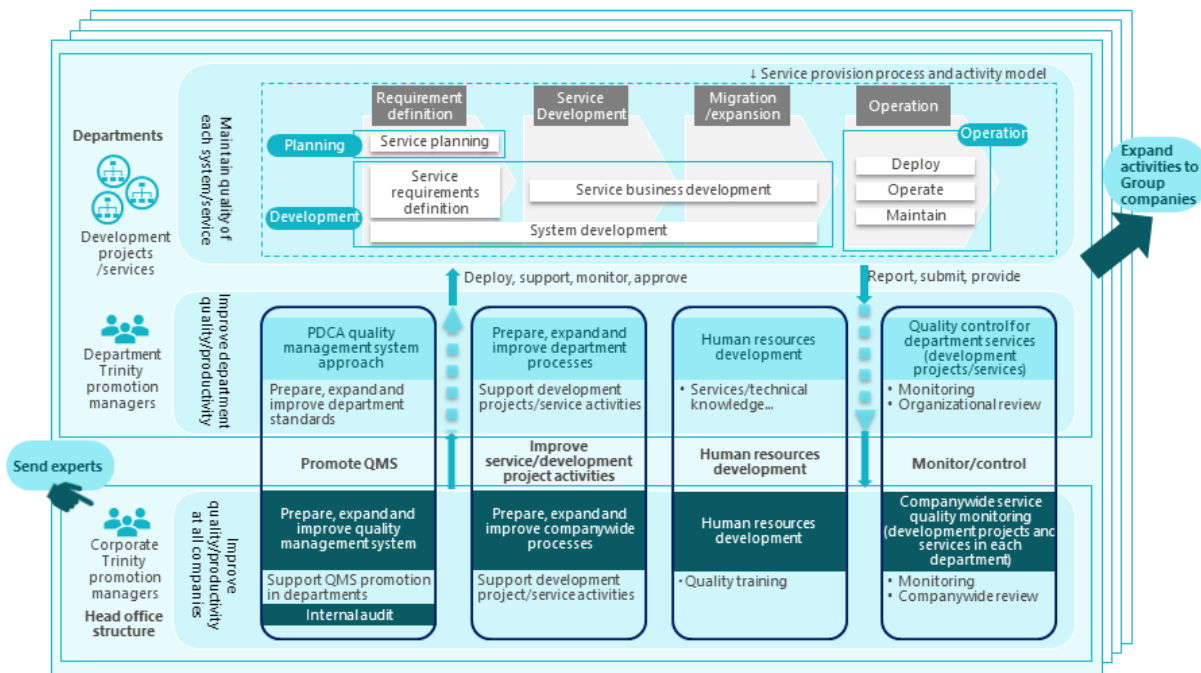 ↓ Service provision process and activity model
Requirement
definition
Service
Development
Migration
/expansion
Operation
Departments
Development
projects
/services
Maintain quality of
each system/service
Planning
Service planning
Operation
Development
Service
requirements
definition
Service business development
System development
Deploy
Operate
Maintain
Expand
activities to
Group
companies
Deploy, support, monitor, approve
Report, submit, provide
Department
Trinity
promotion
managers
Improve department
quality/productivity
PDCA quality
management system
approach
Prepare, expand and
improve department
standards
Prepare, expand and
improve department
processes
Support development
projects/service activities
Human resources
development
• Services/technical
knowledge...
Quality control for
department services
(development
projects/services)
• Monitoring
• Organizational review
Send experts
Promote QMS
Improve
service/development
project activities
Human resources
development
Monitor/control
Corporate
Trinity
promotion
managers
Head office
structure
Improve
quality/productivity
at all companies
Prepare, expand and
improve quality
management system
Support QMS promotion
in departments
Internal audit
Prepare, expand and
improve companywide
processes
Support development
project/service activities
Human resources
development
・Quality training
Companywide service
quality monitoring
(development projects and
services in each
department)
• Monitoring
• Companywide review